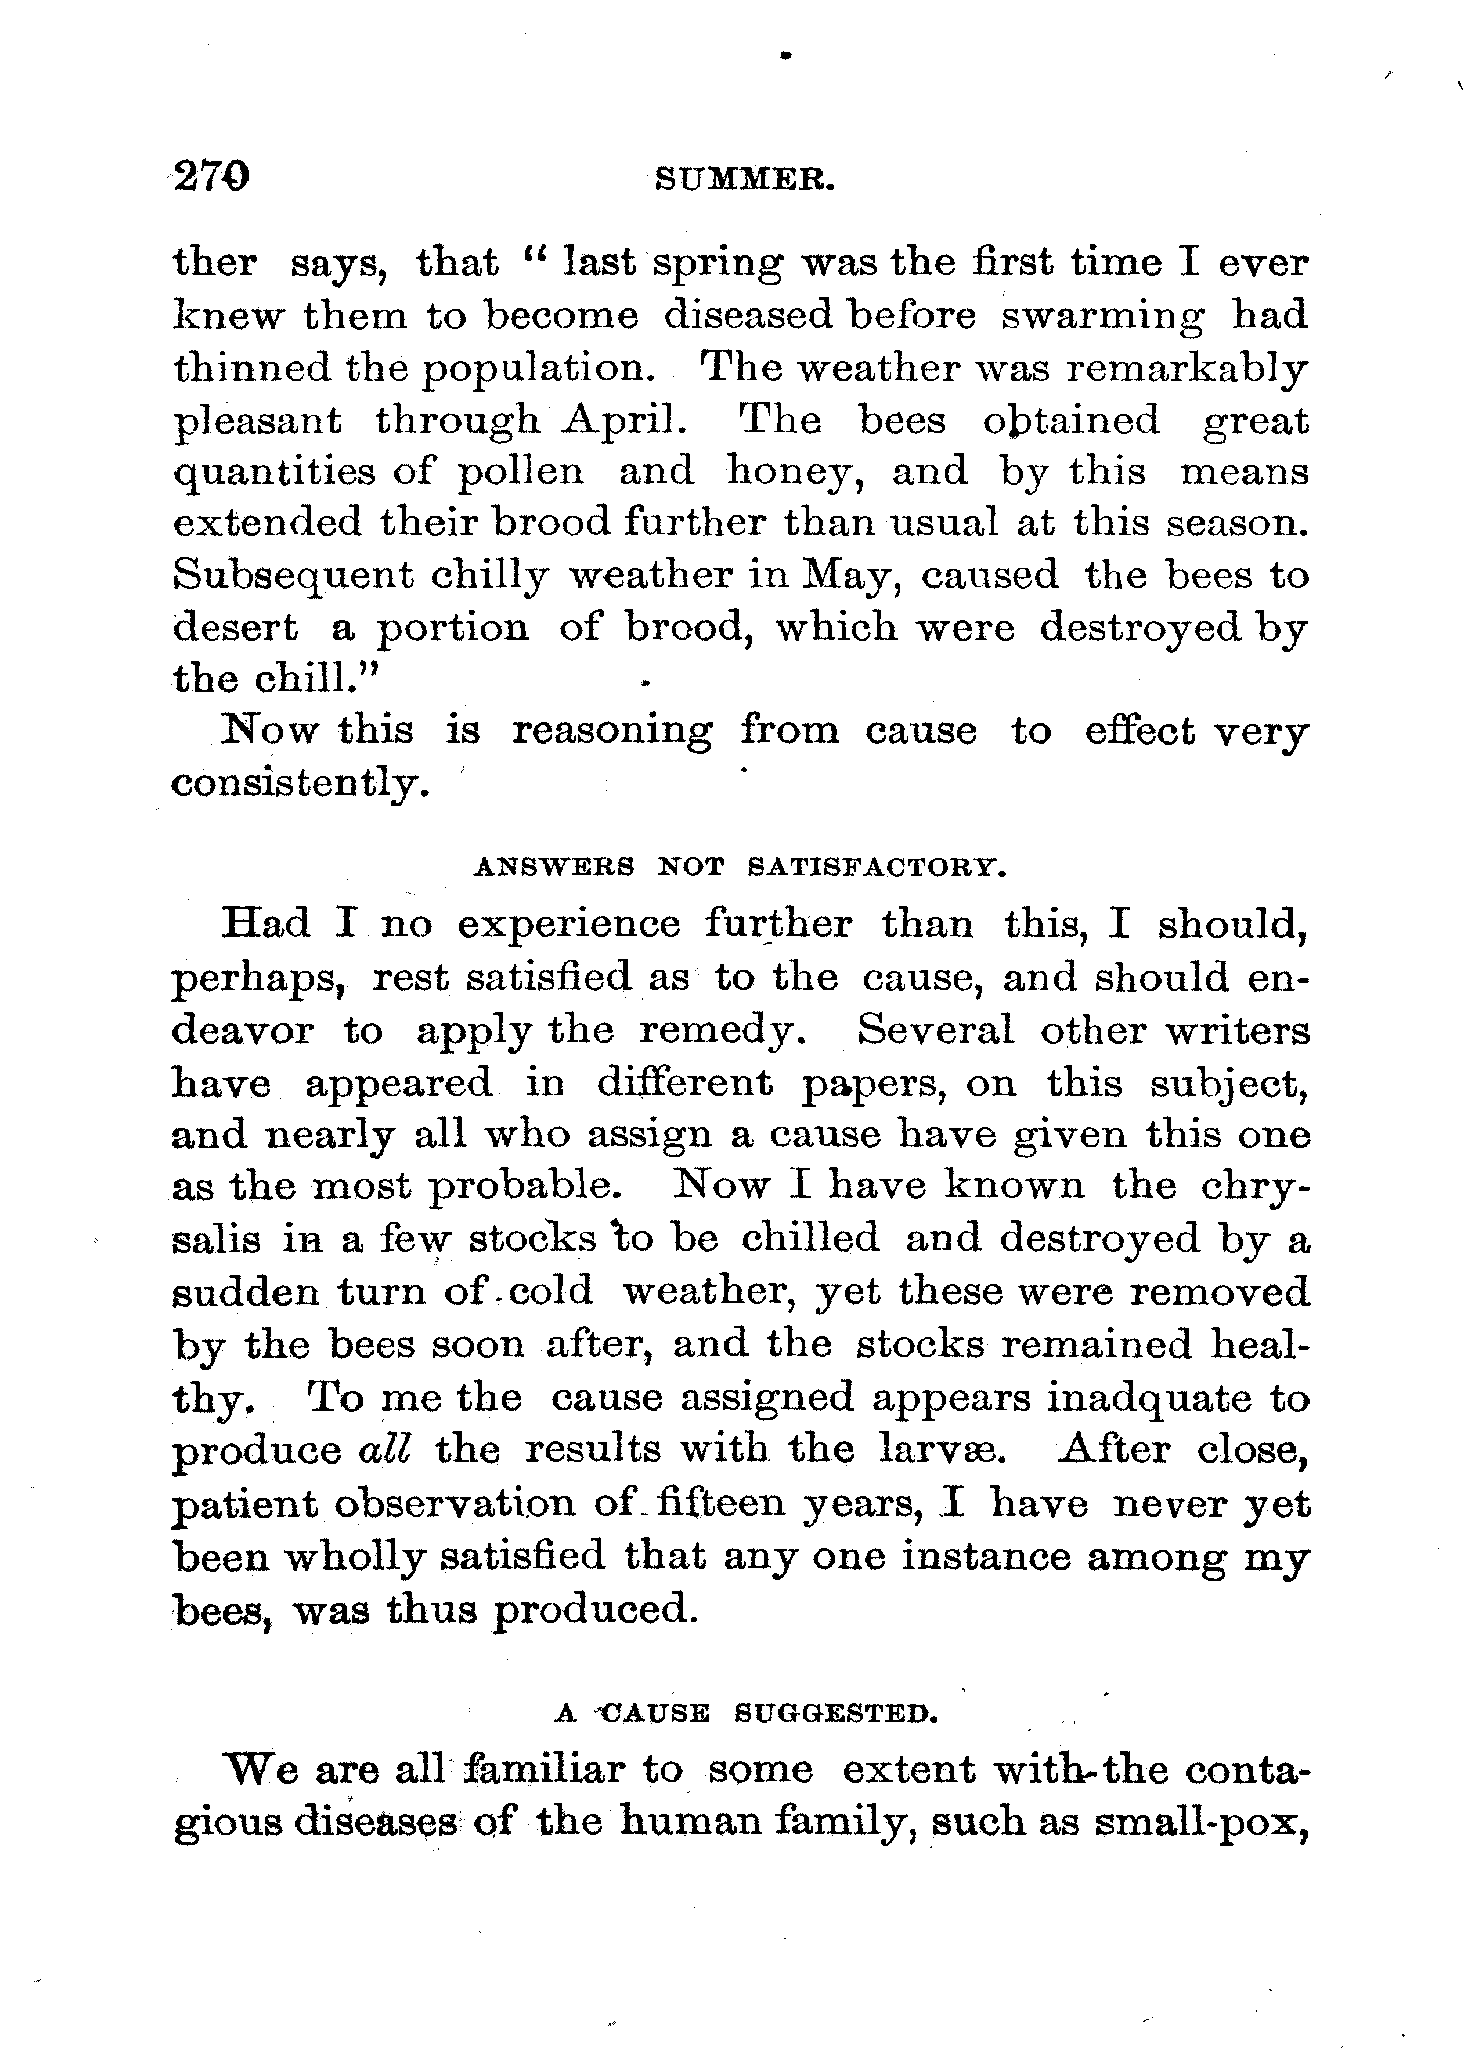 270 SUMMER.
ther says, that " last spring was the first time I ever
knew them to become diseased before swarming had
thinned the population. The weather was remarkably
pleasant through April. The bees obtained great
quantities of pollen and honey, and by this means
extended their brood further than usual at this season.
Subsequent chilly weather in May, caused the bees to
desert a portion of brood, which were destroyed by
the chill."
Now this is reasoning from cause to effect very
consistently.
ANSWERS NOT SATISFACTORY.
Had I no experience further than this, I should,
perhaps, rest satisfied as to the cause, and should en-
deavor to apply the remedy. Several other writers
have appeared in different papers, on this subject,
and nearly all who assign a cause have given this one
as the most probable. Now I have known the chry-
salis in a few stocks to be chilled and destroyed by a
sudden turn of cold weather, yet these were removed
by the bees soon after, and the stocks remained heal-
thy. To me the cause assigned appears inadquate to
produce all the results with the larvæ. After close,
patient observation of fifteen years, I have never yet
been wholly satisfied that any one instance among my
bees, was thus produced.
A CAUSE SUGGESTED.
We are all familiar to some extent with the conta-
gious diseases of the human family, such as small-pox,